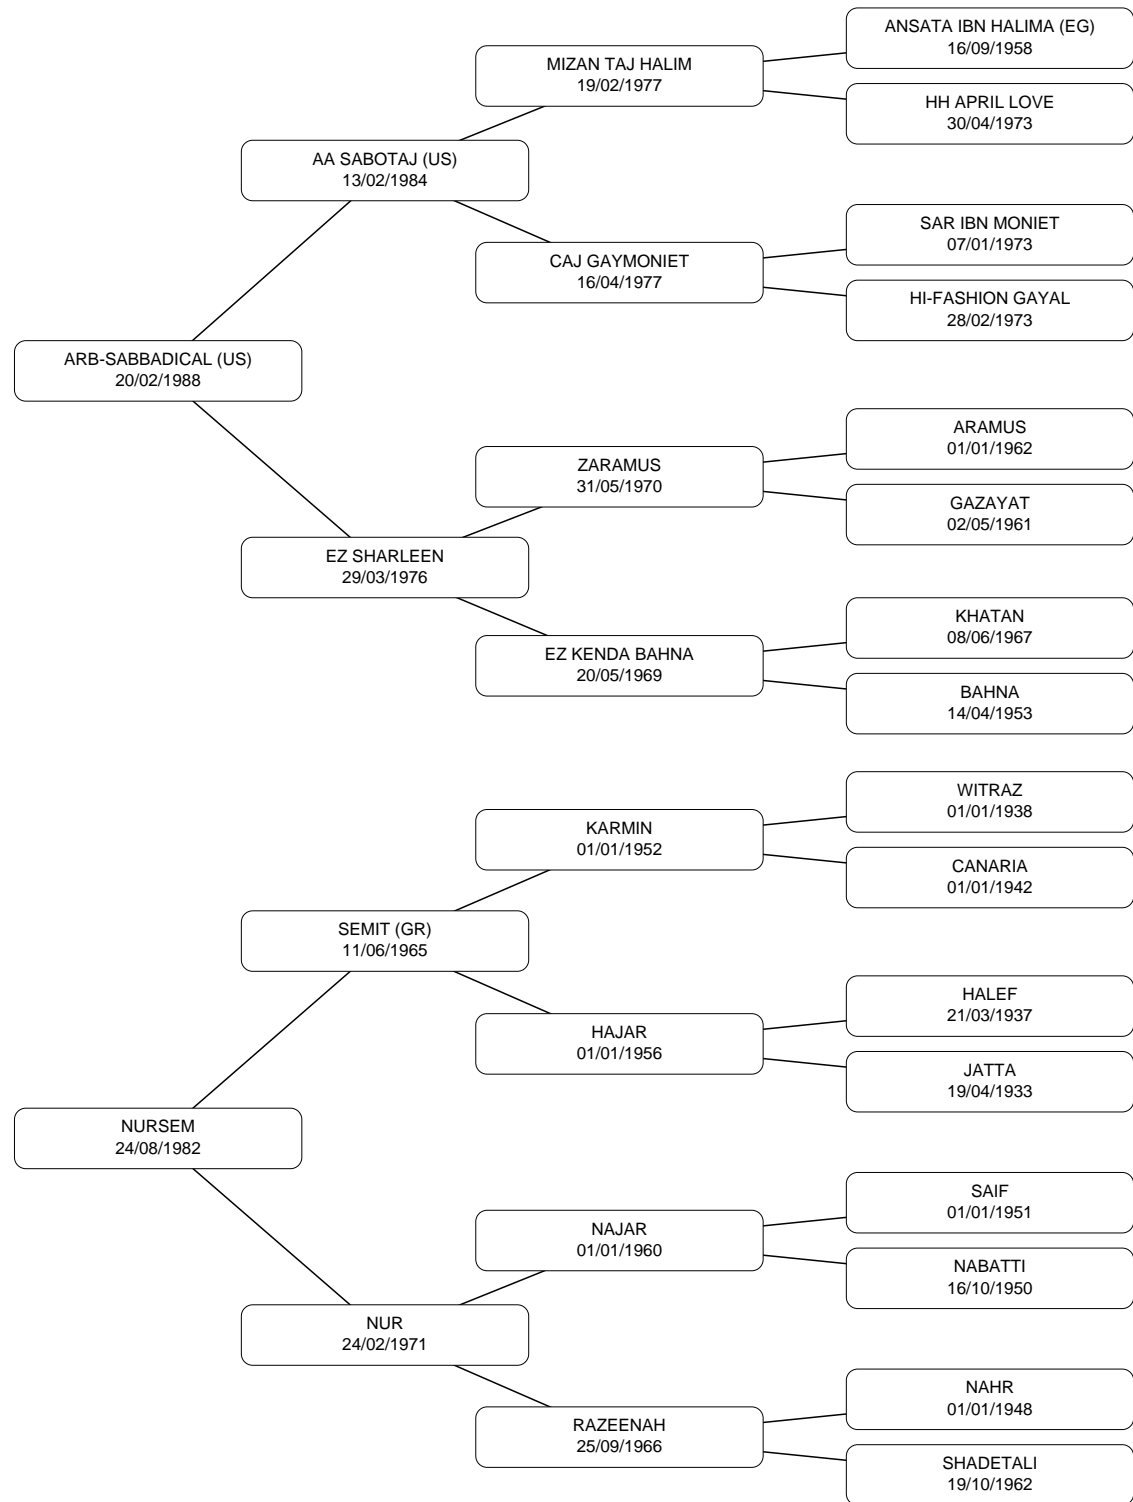 ANSATA IBN HALIMA (EG)
16/09/1958
MIZAN TAJ HALIM
19/02/1977
HH APRIL LOVE
30/04/1973
AA SABOTAJ (US)
13/02/1984
SAR IBN MONIET
07/01/1973
CAJ GAYMONIET
16/04/1977
HI-FASHION GAYAL
28/02/1973
ARB-SABBADICAL (US)
20/02/1988
ARAMUS
01/01/1962
ZARAMUS
31/05/1970
GAZAYAT
02/05/1961
EZ SHARLEEN
29/03/1976
KHATAN
08/06/1967
EZ KENDA BAHNA
20/05/1969
BAHNA
14/04/1953
WITRAZ
01/01/1938
KARMIN
01/01/1952
CANARIA
01/01/1942
SEMIT (GR)
11/06/1965
HALEF
21/03/1937
HAJAR
01/01/1956
JATTA
19/04/1933
NURSEM
24/08/1982
SAIF
01/01/1951
NAJAR
01/01/1960
NABATTI
16/10/1950
NUR
24/02/1971
NAHR
01/01/1948
RAZEENAH
25/09/1966
SHADETALI
19/10/1962